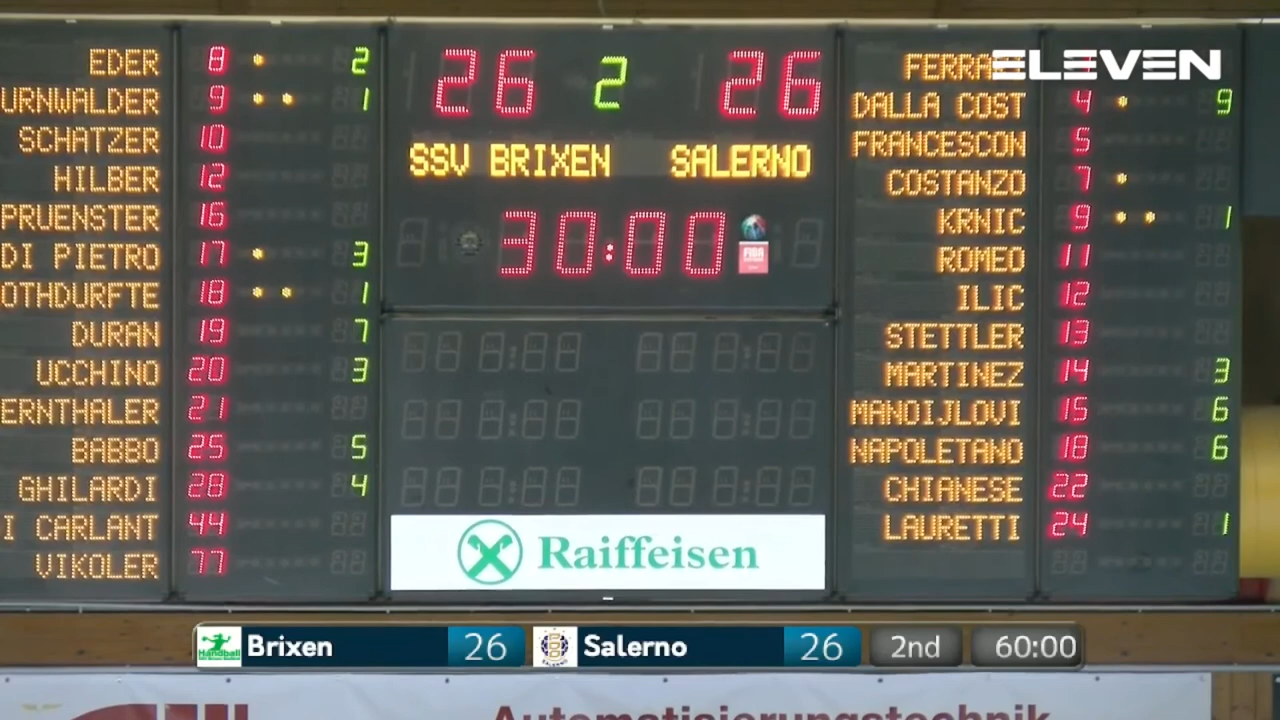 ELEVEN
26 2 26
SSV BRIXEN SALERNO
30:00
EDER 8 2
URNWALDER 9 1
SCHATZER 10
HILBER 12
PRUENSTER 16
DI PIETRO 17 3
OTHDURFTE 18 1
DURAN 19 7
UCCHINO 20 3
ERNTHALER 21
BABBO 25 5
GHILARDI 28 4
I CARLANT 44
VIKOLER 77
FERRA
DALLA COST 4 9
FRANCESCON 5
COSTANZO 7
KRNIC 9 1
ROMEO 11
ILIC 12
STETTLER 13
MARTINEZ 14 3
MANOIJLOVI 15 6
NAPOLETANO 18 6
CHIANESE 22
LAURETTI 24 1
Raiffeisen
Handball Brixen 26 Salerno 26 2nd 60:00
Automatisierungstechnik